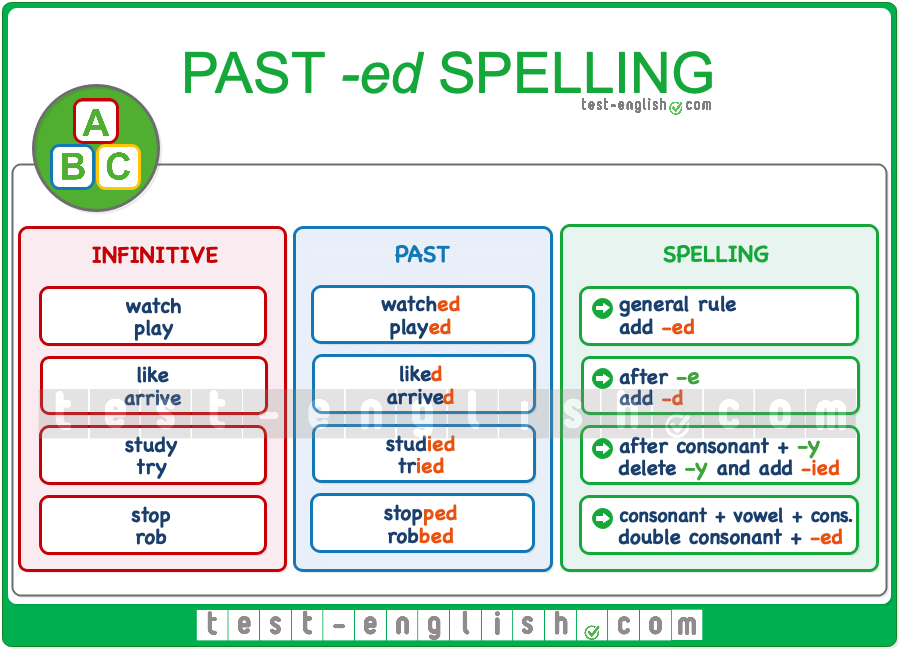 PAST -ed SPELLING
test-english.com
A
B C
INFINITIVE
watch
play
like
arrive
study
try
stop
rob
PAST
watched
played
liked
arrived
studied
tried
stopped
robbed
SPELLING
general rule
add -ed
after -e
add -d
after consonant + -y
delete -y and add -ied
consonant + vowel + cons.
double consonant + -ed
test-english.com
test-english.com